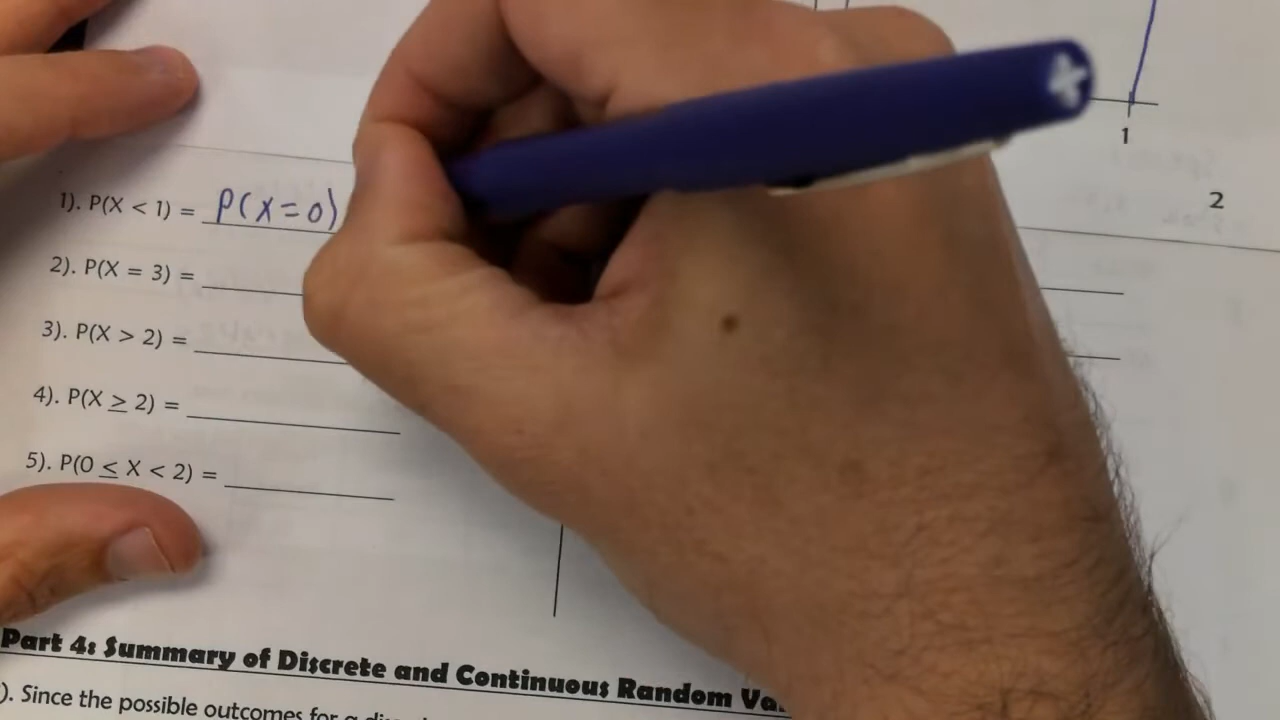 1
2
1). P(X < 1) = P(X=0)
2). P(X = 3) =
3). P(X > 2) =
4). P(X ≥ 2) =
5). P(0 ≤ X < 2) =
Part 4: Summary of Discrete and Continuous Random
). Since the possible outcomes for a